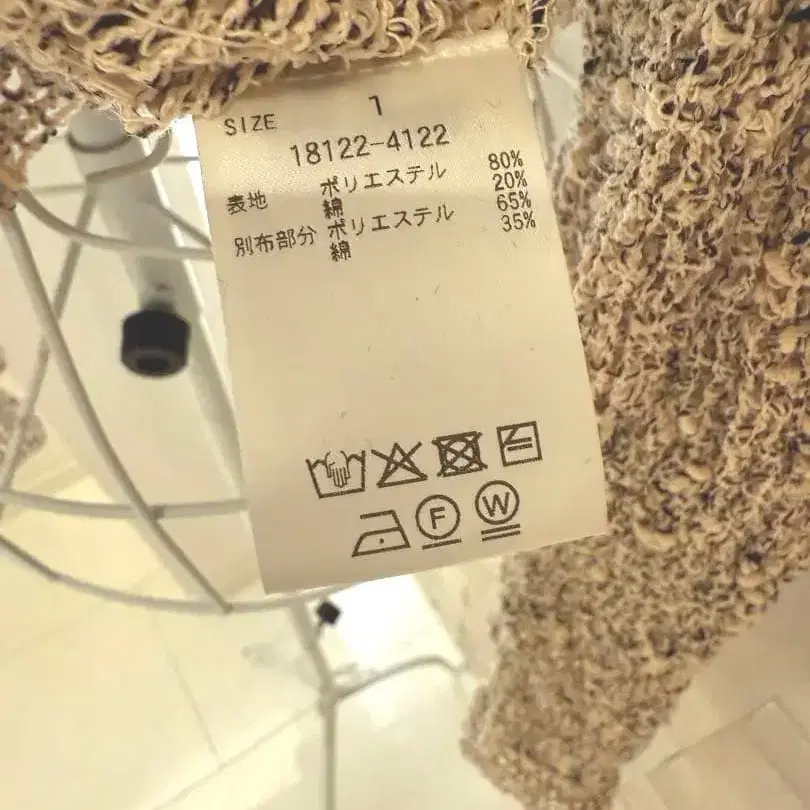 SIZE 1
18122-4122
表地 ポリエステル 80%
綿 20%
別布部分 ポリエステル 65%
綿 35%
F W